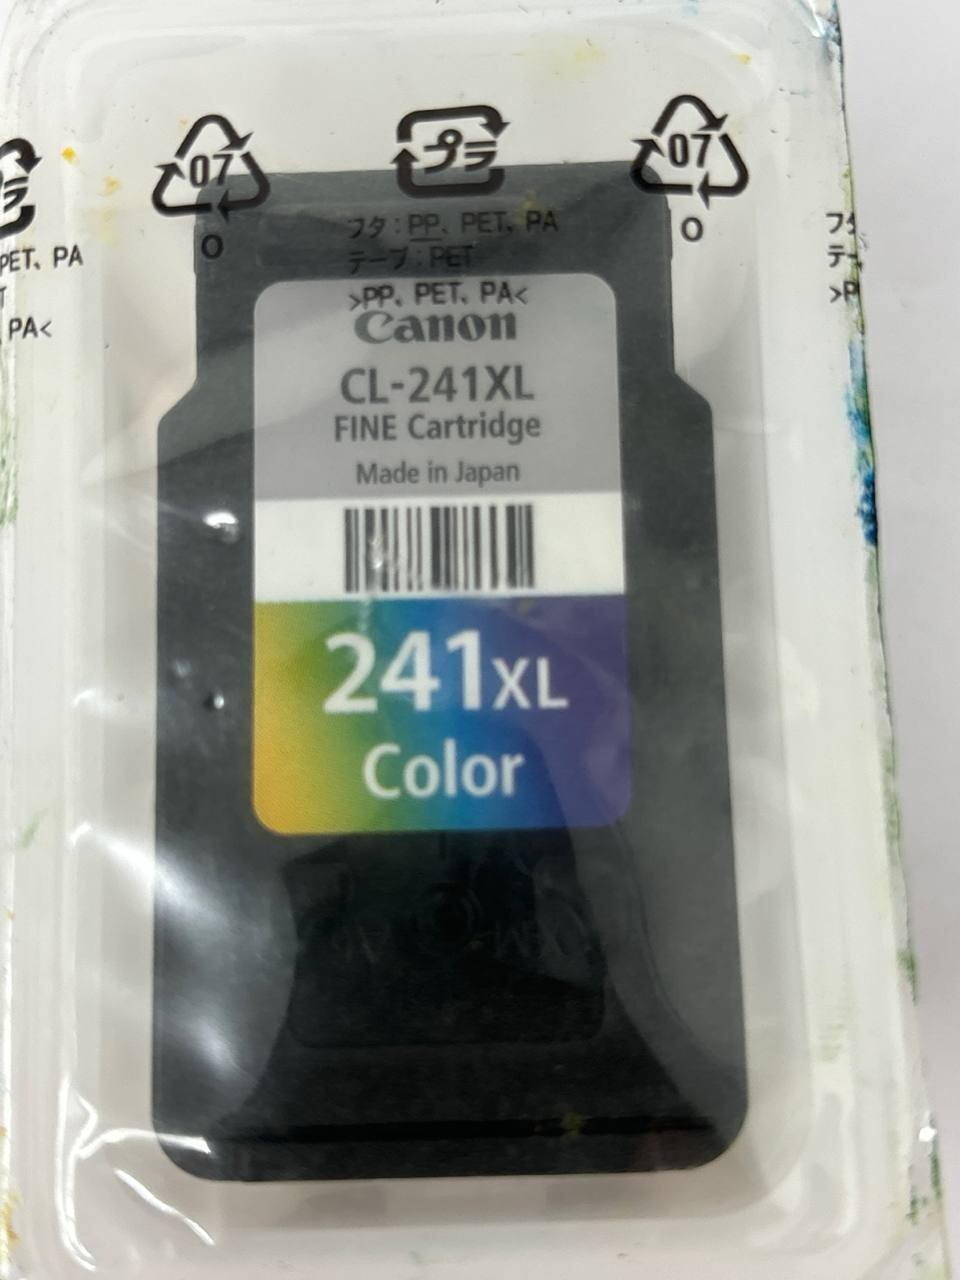 07
プラ
07
O
フタ：PP、PET、PA
O
PET、PA
テープ：PET
>PP、PET、PA<
>P
PA<
Canon
CL-241XL
FINE Cartridge
Made in Japan
241XL
Color